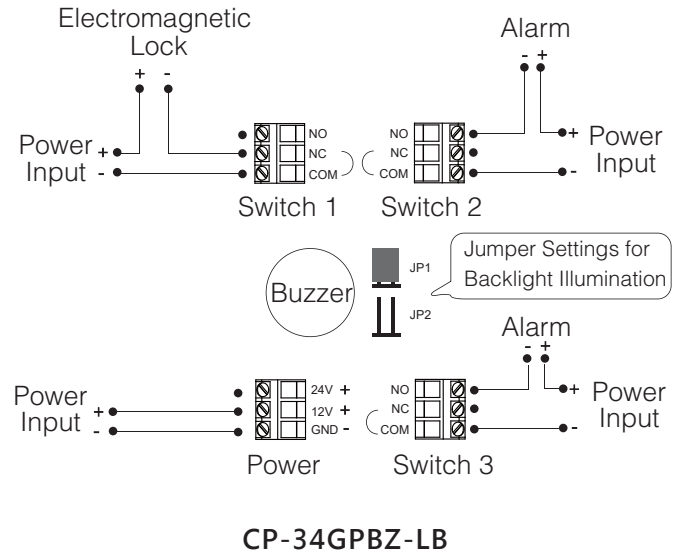 Electromagnetic
Lock
+ -
Alarm
- +
Power
Input
+
-
NO
NC
COM
NO
NC
COM
+
-
Power
Input
Switch 1
Switch 2
Buzzer
JP1
JP2
Jumper Settings for
Backlight Illumination
Alarm
- +
Power
Input
+
-
24V +
12V +
GND -
NO
NC
COM
+
-
Power
Input
Power
Switch 3
CP-34GPBZ-LB